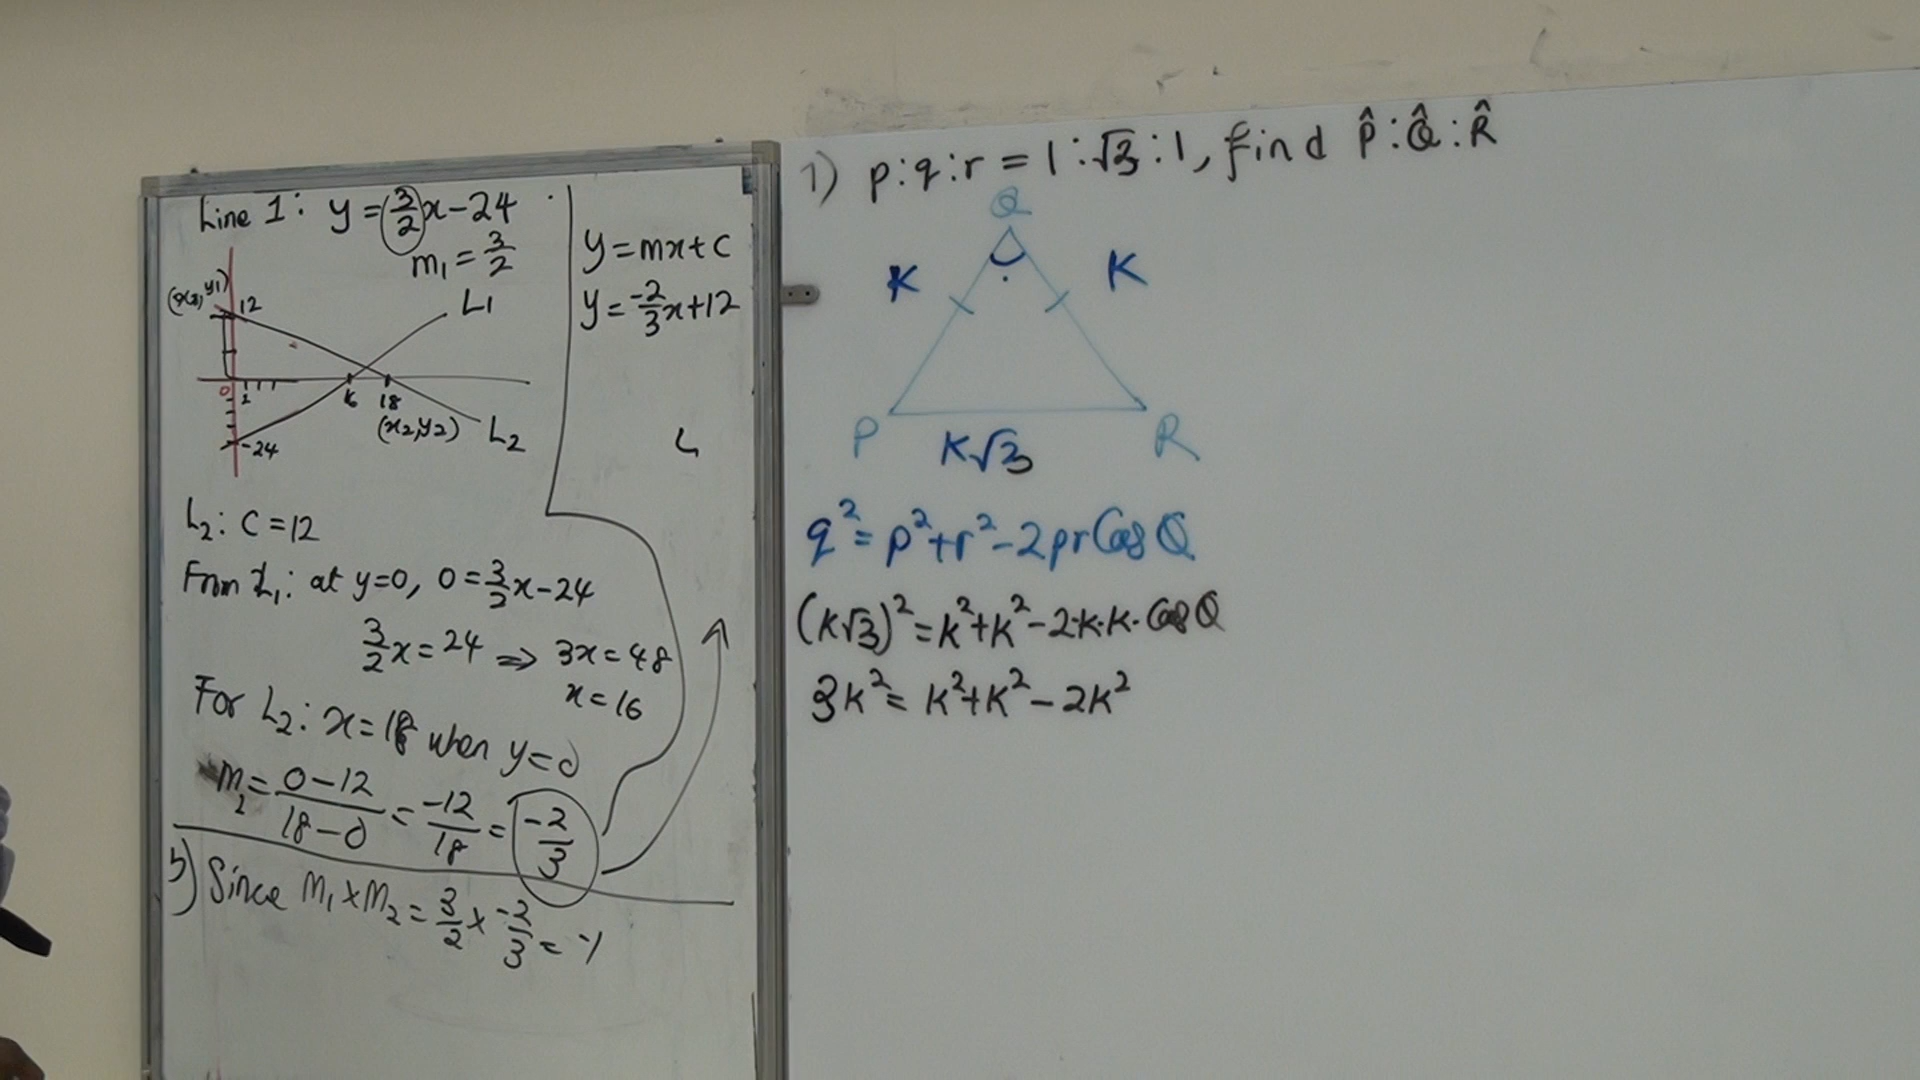 Line 1: y = 3/2 x - 24
m₁ = 3/2
(x₁, y₁)
12
L1
0
1
16
18
(x₂, y₂)
L2
-24
L₂: C = 12
From L₁: at y=0, 0 = 3/2 x - 24
3/2 x = 24 ⇒ 3x = 48
x = 16
For L₂: x = 18 when y = 0
m₂ = (0 - 12)/(18 - 0) = -12/18 = -2/3
b) Since m₁ x m₂ = 3/2 x -2/3 = -1
y = mx + c
y = -2/3 x + 12
L
1) p : q : r = 1 : √3 : 1, find P̂ : Q̂ : R̂
Q
K
K
P
K√3
R
q² = p² + r² - 2pr Cos Q
(K√3)² = K² + K² - 2·K·K· Cos Q
3K² = K² + K² - 2K²